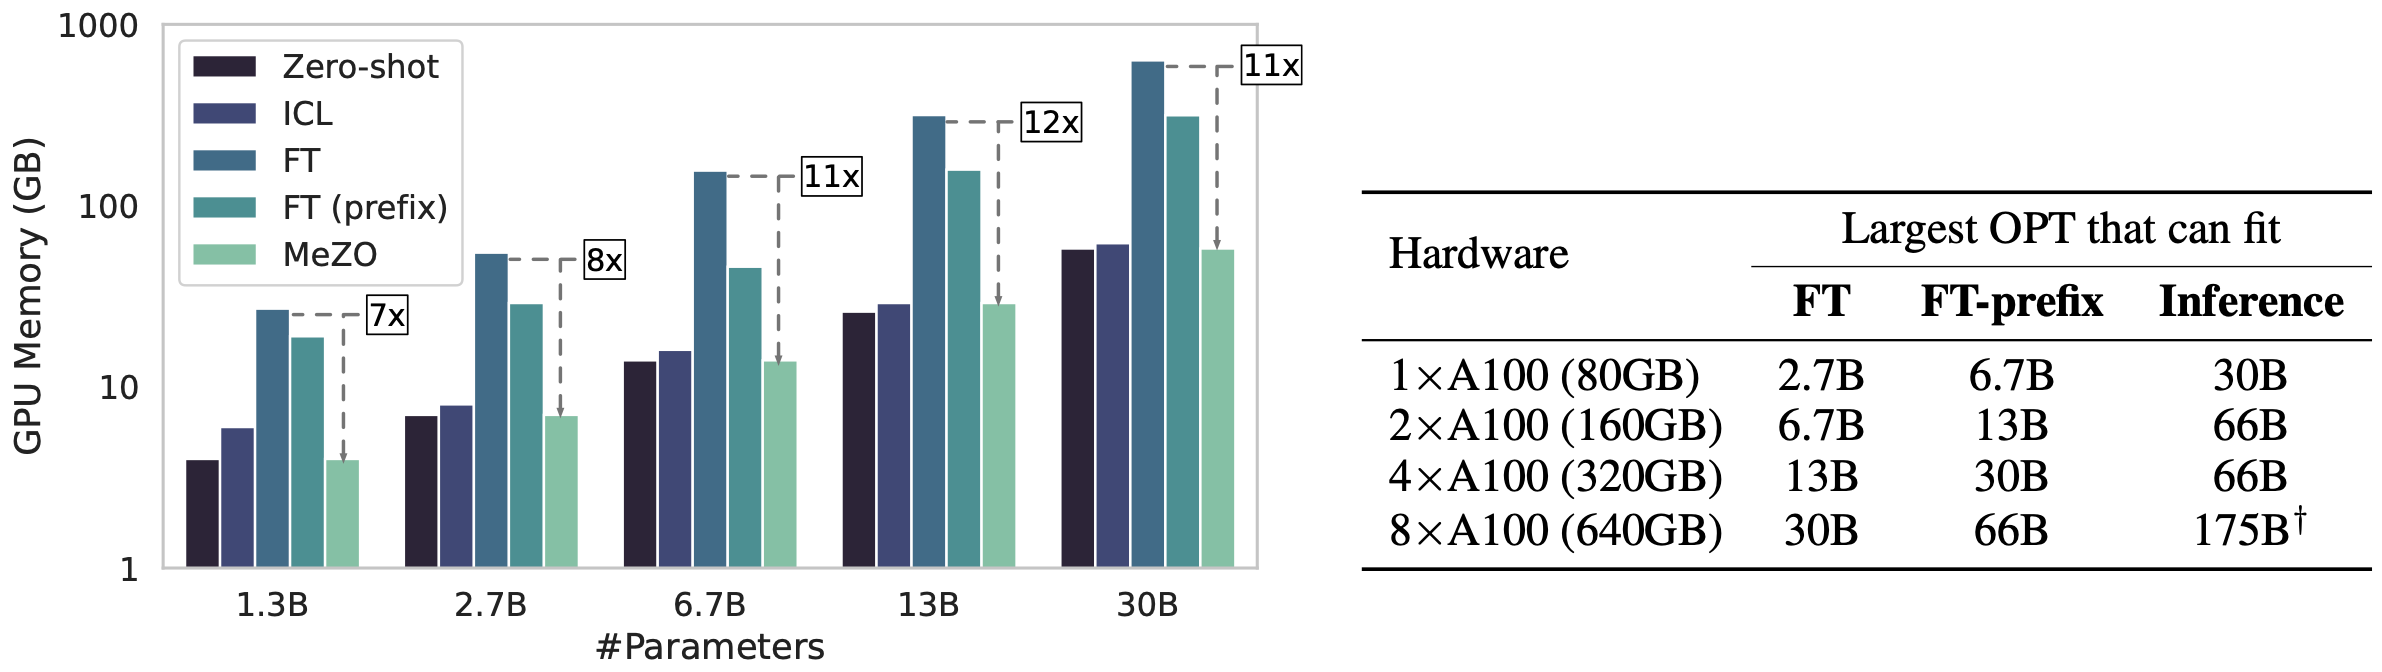 1000
100
10
1
GPU Memory (GB)
Zero-shot
ICL
FT
FT (prefix)
MeZO
7x
8x
11x
12x
11x
1.3B 2.7B 6.7B 13B 30B
#Parameters
Hardware Largest OPT that can fit
FT FT-prefix Inference
1×A100 (80GB) 2.7B 6.7B 30B
2×A100 (160GB) 6.7B 13B 66B
4×A100 (320GB) 13B 30B 66B
8×A100 (640GB) 30B 66B 175B†